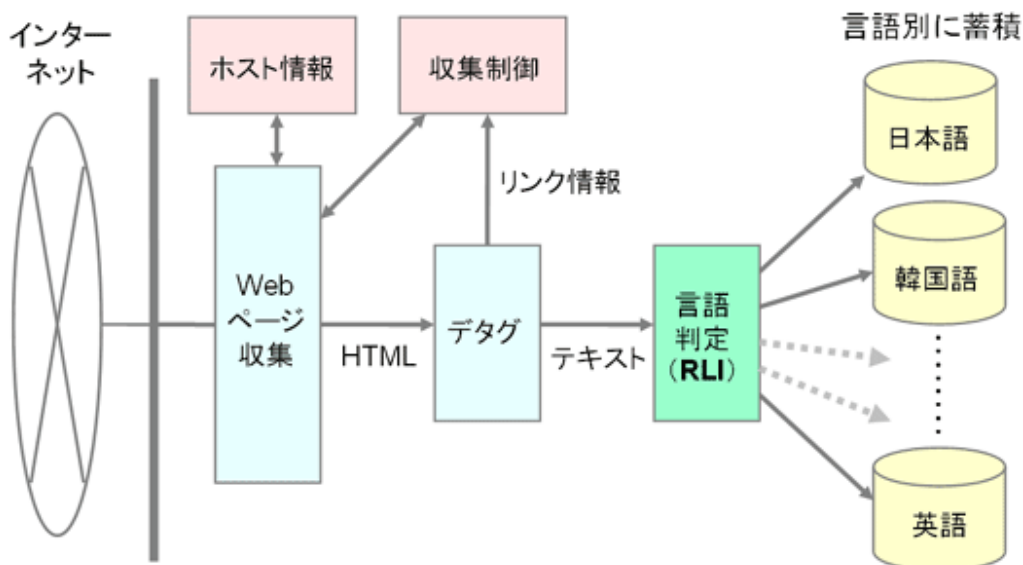 インター
ネット
ホスト情報
収集制御
言語別に蓄積
日本語
リンク情報
韓国語
Web
ページ
収集
HTML
デタグ
テキスト
言語
判定
（RLI）
英語